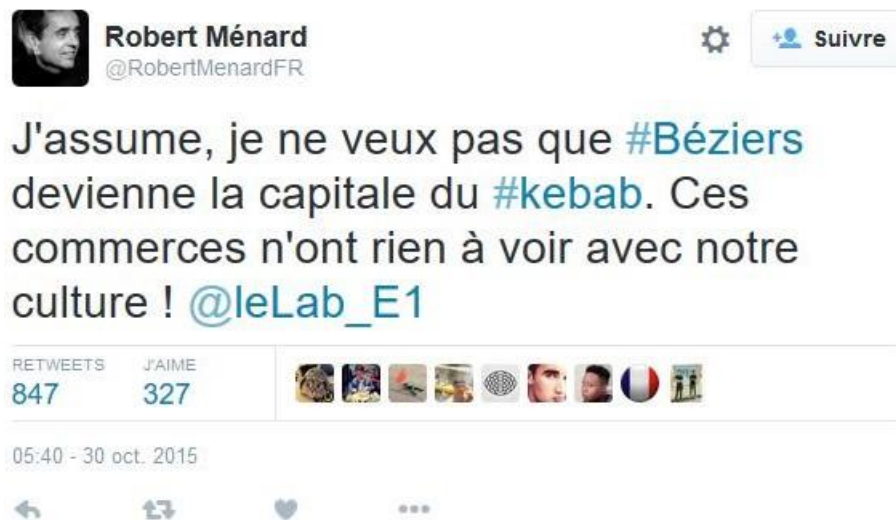 Robert Ménard
@RobertMenardFR
Suivre
J'assume, je ne veux pas que #Béziers
devienne la capitale du #kebab. Ces
commerces n'ont rien à voir avec notre
culture ! @leLab_E1
RETWEETS J'AIME
847 327
05:40 - 30 oct. 2015